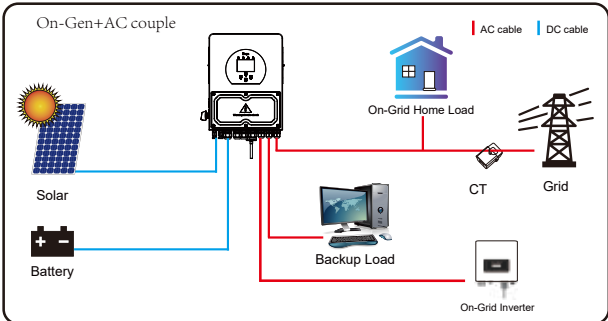 On-Gen+AC couple
AC cable
DC cable
On-Grid Home Load
CT
Grid
Solar
Backup Load
Battery
On-Grid Inverter